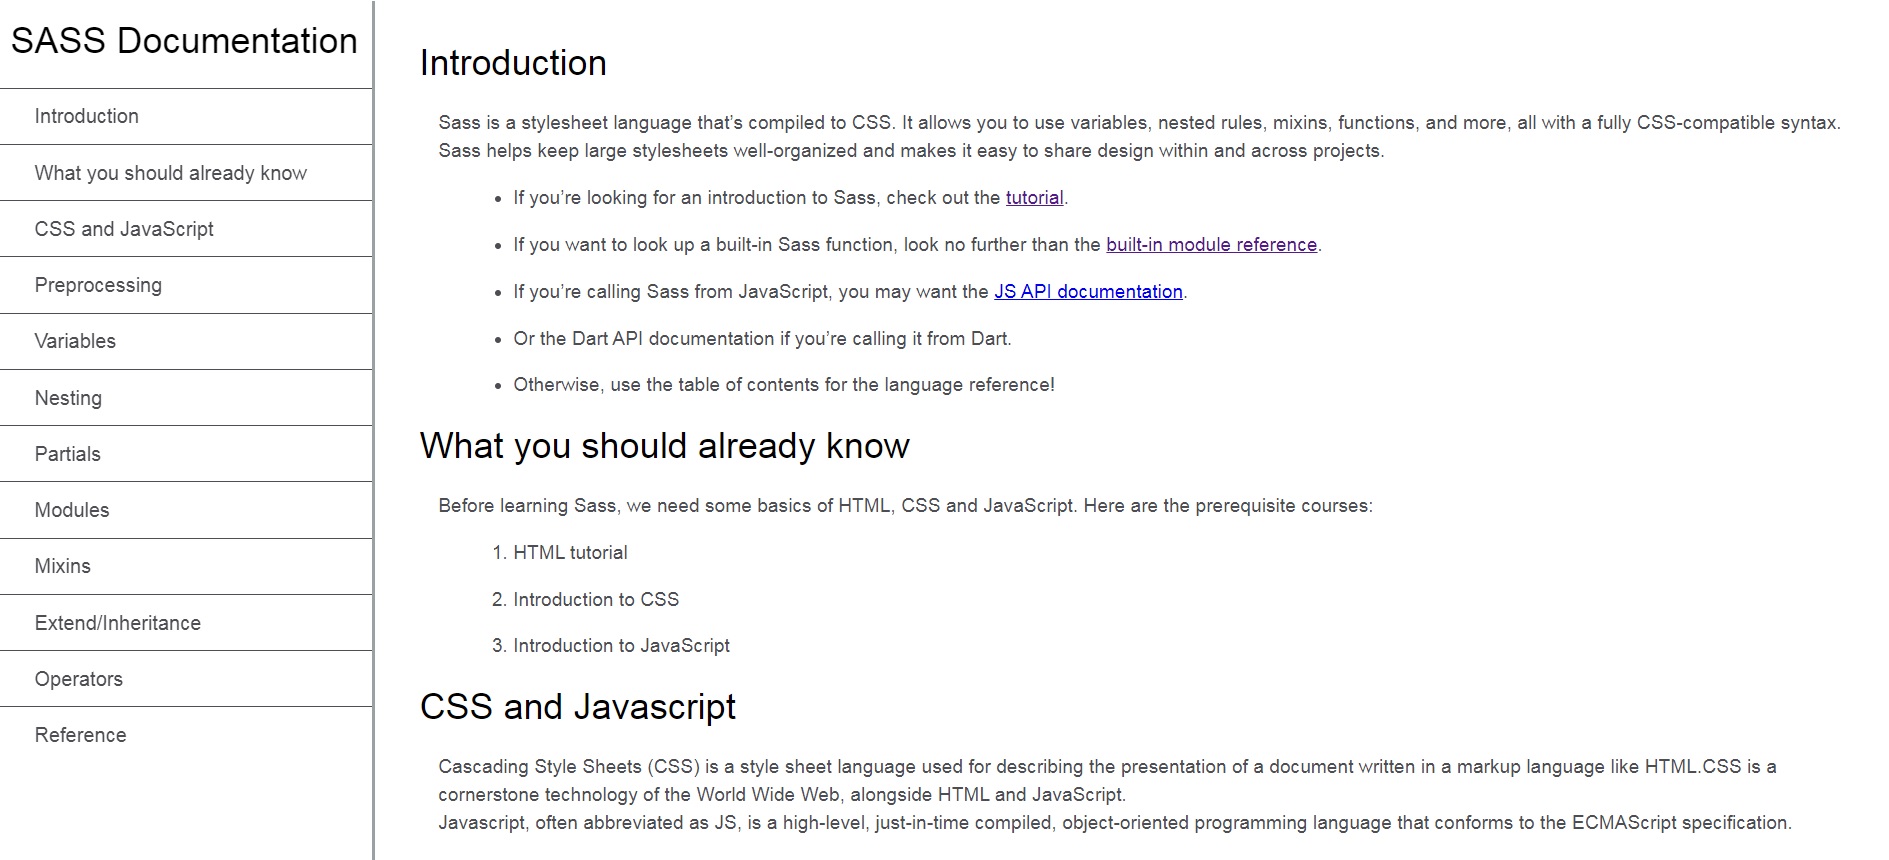 SASS Documentation
Introduction
What you should already know
CSS and JavaScript
Preprocessing
Variables
Nesting
Partials
Modules
Mixins
Extend/Inheritance
Operators
Reference
Introduction
Sass is a stylesheet language that’s compiled to CSS. It allows you to use variables, nested rules, mixins, functions, and more, all with a fully CSS-compatible syntax.
Sass helps keep large stylesheets well-organized and makes it easy to share design within and across projects.
• If you’re looking for an introduction to Sass, check out the tutorial.
• If you want to look up a built-in Sass function, look no further than the built-in module reference.
• If you’re calling Sass from JavaScript, you may want the JS API documentation.
• Or the Dart API documentation if you’re calling it from Dart.
• Otherwise, use the table of contents for the language reference!
What you should already know
Before learning Sass, we need some basics of HTML, CSS and JavaScript. Here are the prerequisite courses:
1. HTML tutorial
2. Introduction to CSS
3. Introduction to JavaScript
CSS and Javascript
Cascading Style Sheets (CSS) is a style sheet language used for describing the presentation of a document written in a markup language like HTML.CSS is a
cornerstone technology of the World Wide Web, alongside HTML and JavaScript.
Javascript, often abbreviated as JS, is a high-level, just-in-time compiled, object-oriented programming language that conforms to the ECMAScript specification.